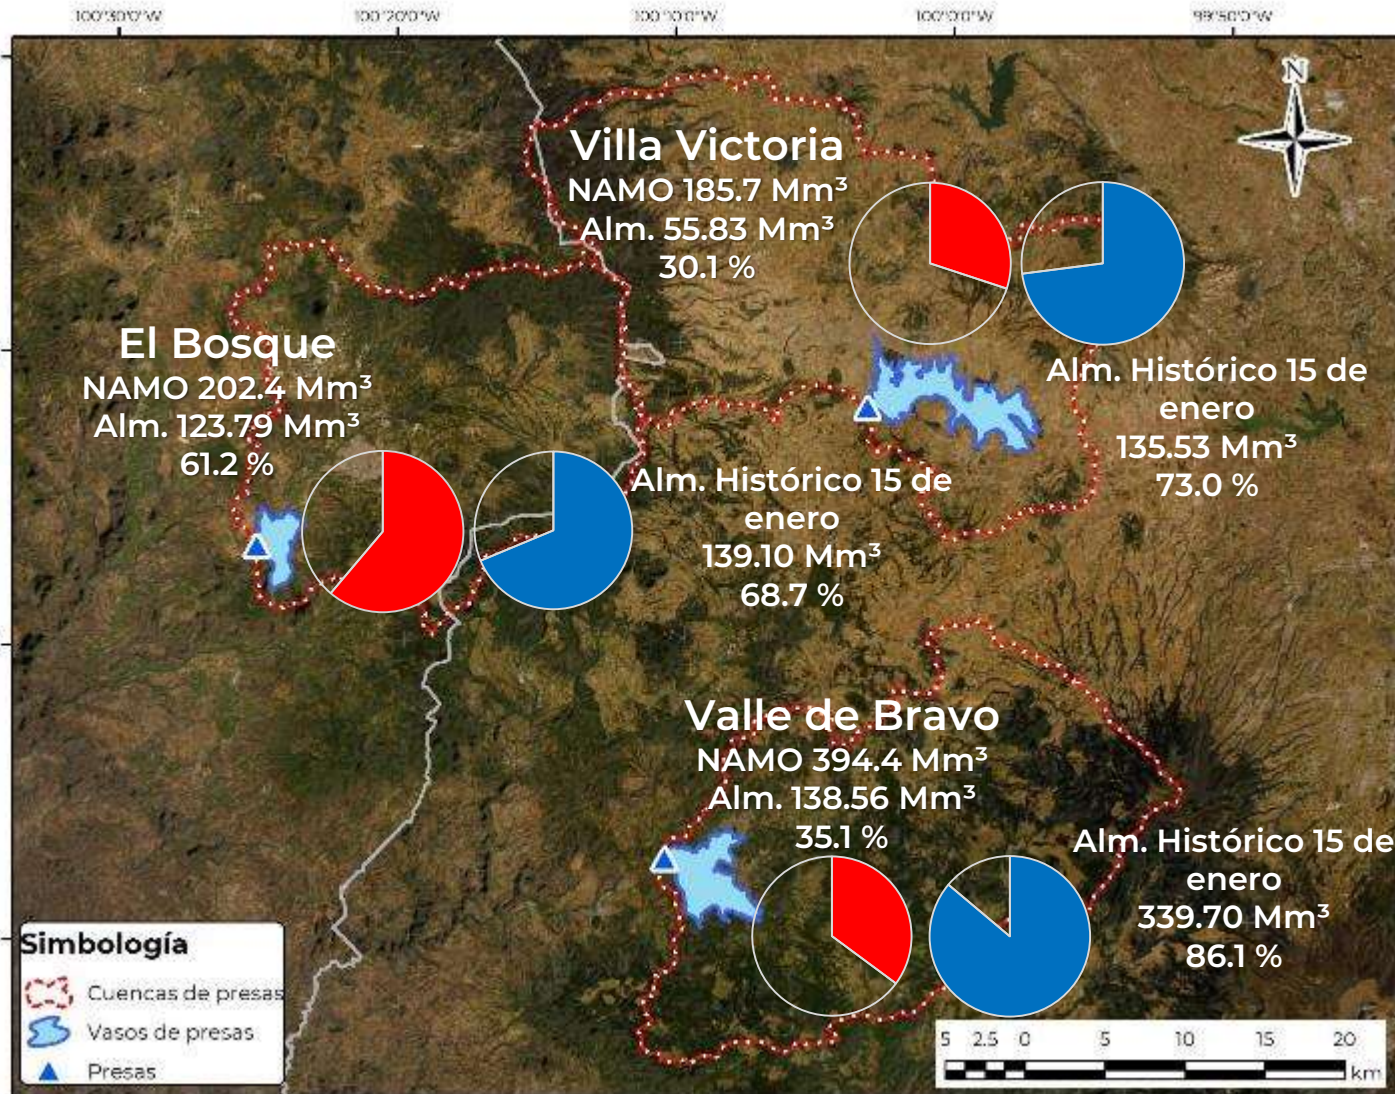 100°30'0"W
100°20'0"W
100°10'0"W
100°0'0"W
99°50'0"W
N
Villa Victoria
NAMO 185.7 Mm³
Alm. 55.83 Mm³
30.1 %
Alm. Histórico 15 de
enero
135.53 Mm³
73.0 %
El Bosque
NAMO 202.4 Mm³
Alm. 123.79 Mm³
61.2 %
Alm. Histórico 15 de
enero
139.10 Mm³
68.7 %
Valle de Bravo
NAMO 394.4 Mm³
Alm. 138.56 Mm³
35.1 %
Alm. Histórico 15 de
enero
339.70 Mm³
86.1 %
Simbología
Cuencas de presas
Vasos de presas
Presas
5 2.5 0 5 10 15 20
km